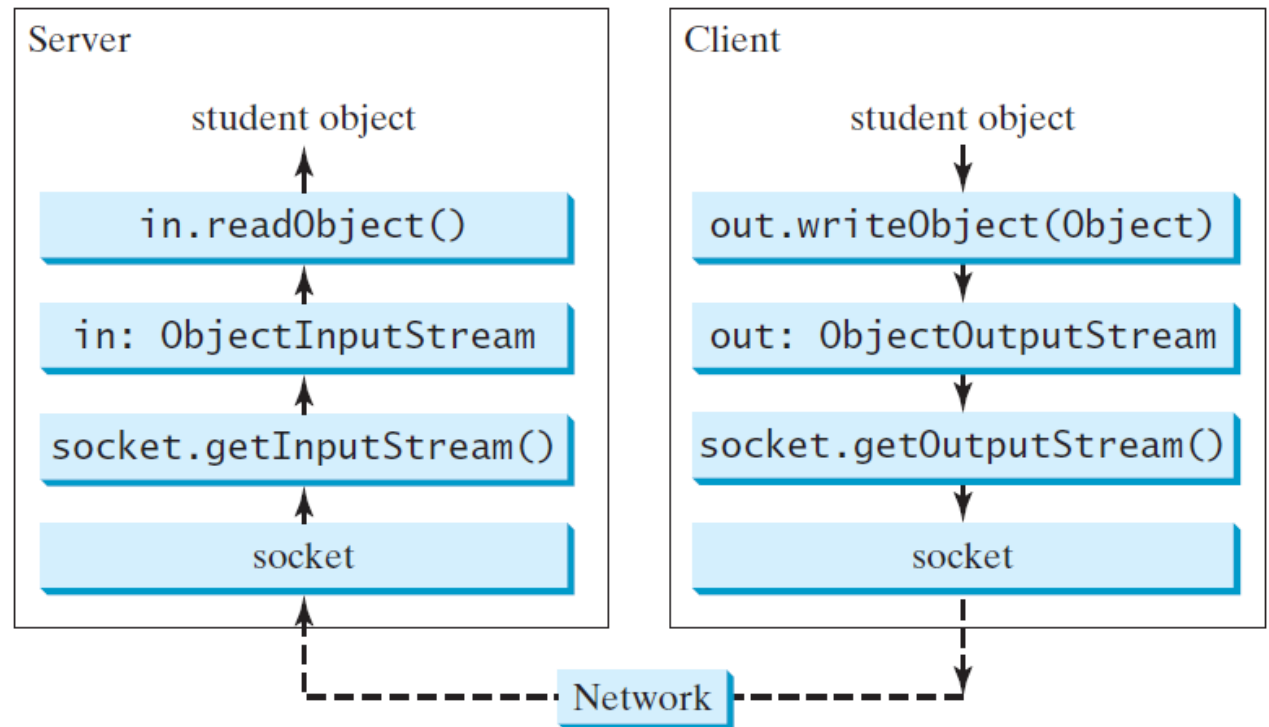 Server
student object
in.readObject()
in: ObjectInputStream
socket.getInputStream()
socket
Client
student object
out.writeObject(Object)
out: ObjectOutputStream
socket.getOutputStream()
socket
Network